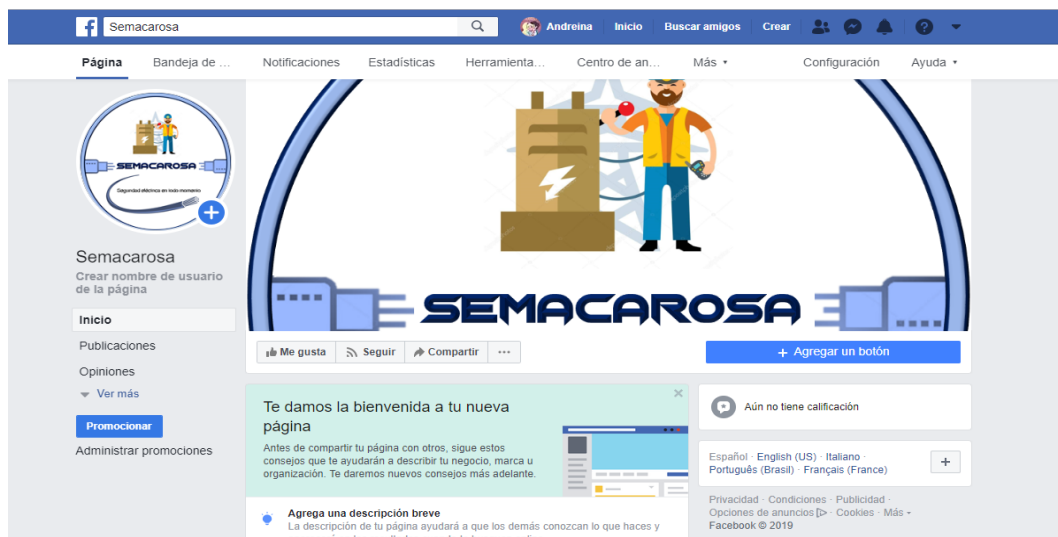 Semacarosa
Andreina Inicio Buscar amigos Crear
Página Bandeja de ... Notificaciones Estadísticas Herramienta... Centro de an... Más Configuración Ayuda
SEMACAROSA
Seguridad eléctrica en todo momento
Semacarosa
Crear nombre de usuario
de la página
Inicio
Publicaciones
Opiniones
Ver más
Promocionar
Administrar promociones
SEMACAROSA
Me gusta Seguir Compartir ...
+ Agregar un botón
Te damos la bienvenida a tu nueva
página
Antes de compartir tu página con otros, sigue estos
consejos que te ayudarán a describir tu negocio, marca u
organización. Te daremos nuevos consejos más adelante.
Agrega una descripción breve
La descripción de tu página ayudará a que los demás conozcan lo que haces y
Aún no tiene calificación
Español · English (US) · Italiano ·
Português (Brasil) · Français (France)
Privacidad · Condiciones · Publicidad ·
Opciones de anuncios · Cookies · Más
Facebook © 2019